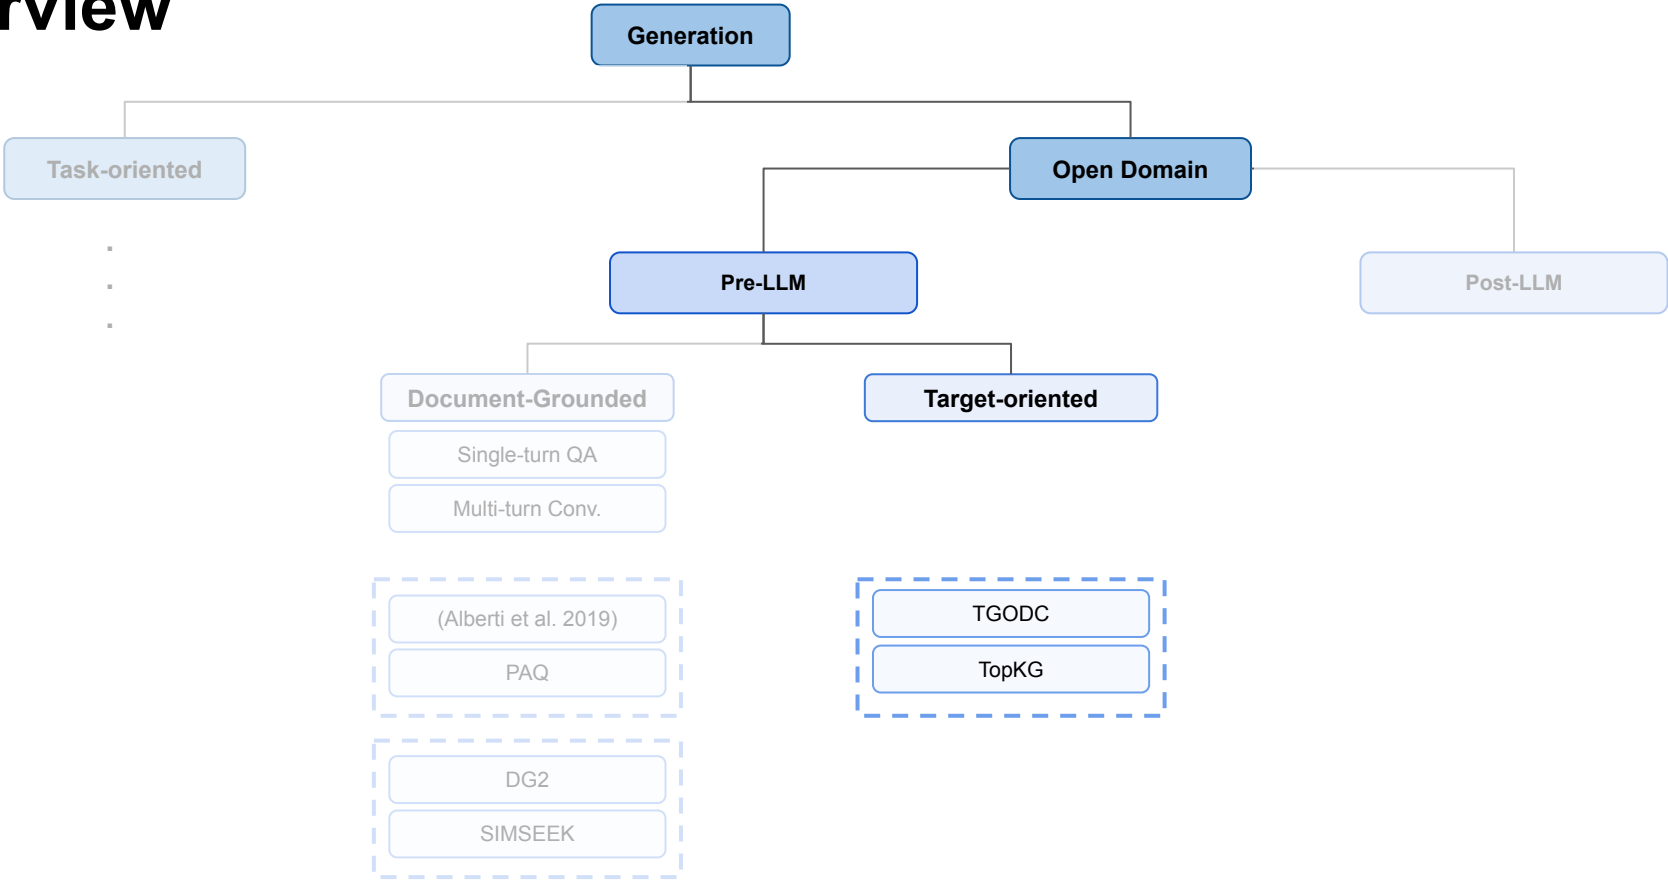 rview
Generation
Task-oriented
Open Domain
.
.
.
Pre-LLM
Post-LLM
Document-Grounded
Target-oriented
Single-turn QA
Multi-turn Conv.
(Alberti et al. 2019)
PAQ
TGODC
TopKG
DG2
SIMSEEK